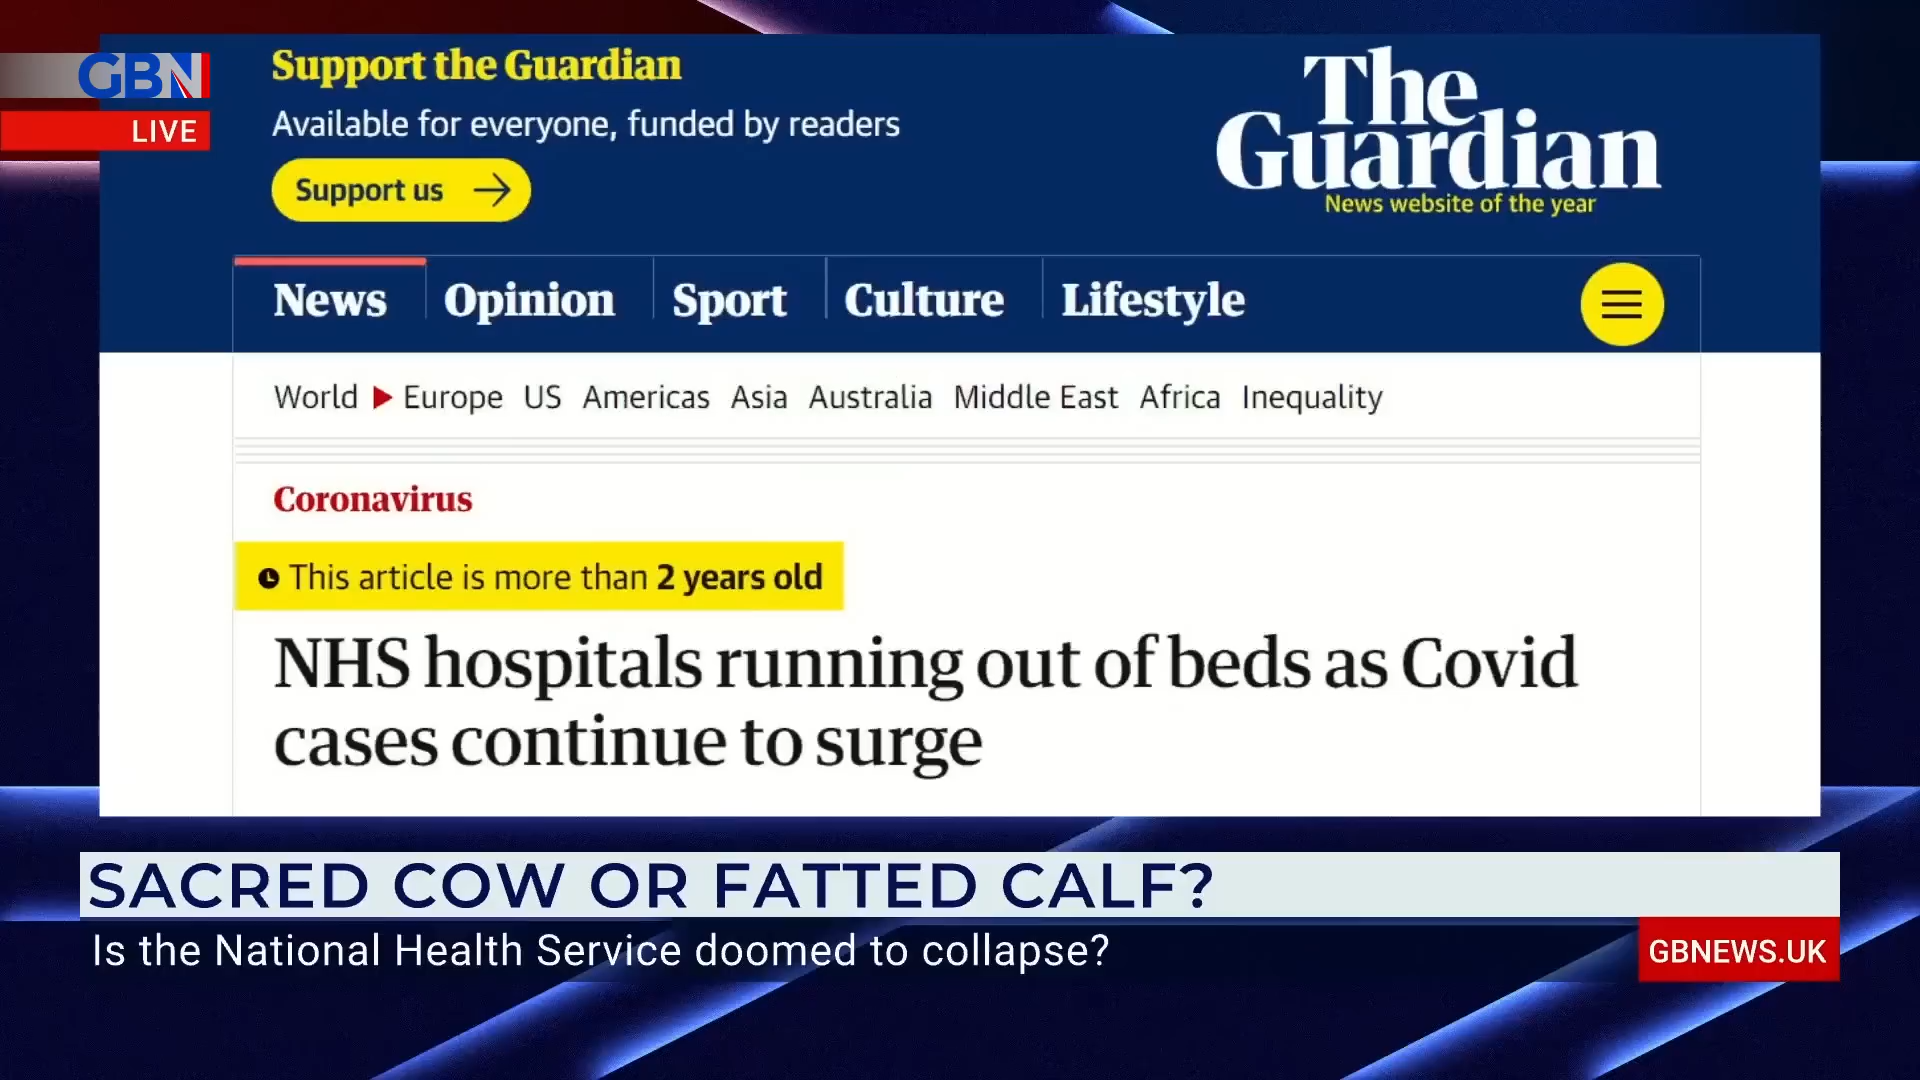 GBN
LIVE
Support the Guardian
Available for everyone, funded by readers
Support us
The
Guardian
News website of the year
News Opinion Sport Culture Lifestyle
World Europe US Americas Asia Australia Middle East Africa Inequality
Coronavirus
This article is more than 2 years old
NHS hospitals running out of beds as Covid
cases continue to surge
SACRED COW OR FATTED CALF?
Is the National Health Service doomed to collapse?
GBNEWS.UK